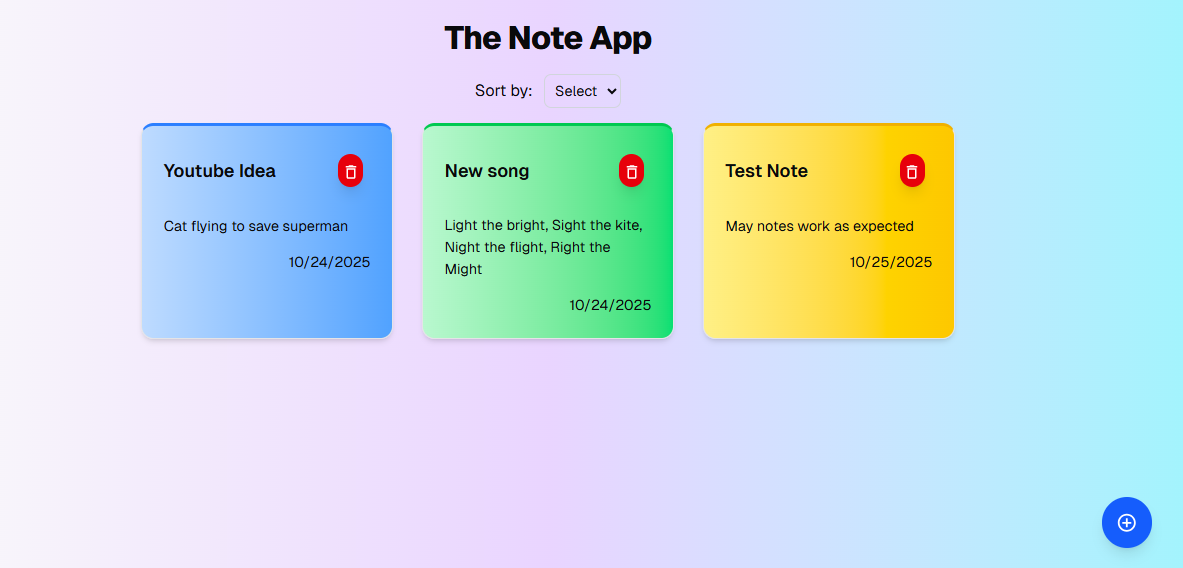 The Note App
Sort by: Select
Youtube Idea
Cat flying to save superman
10/24/2025
New song
Light the bright, Sight the kite,
Night the flight, Right the
Might
10/24/2025
Test Note
May notes work as expected
10/25/2025